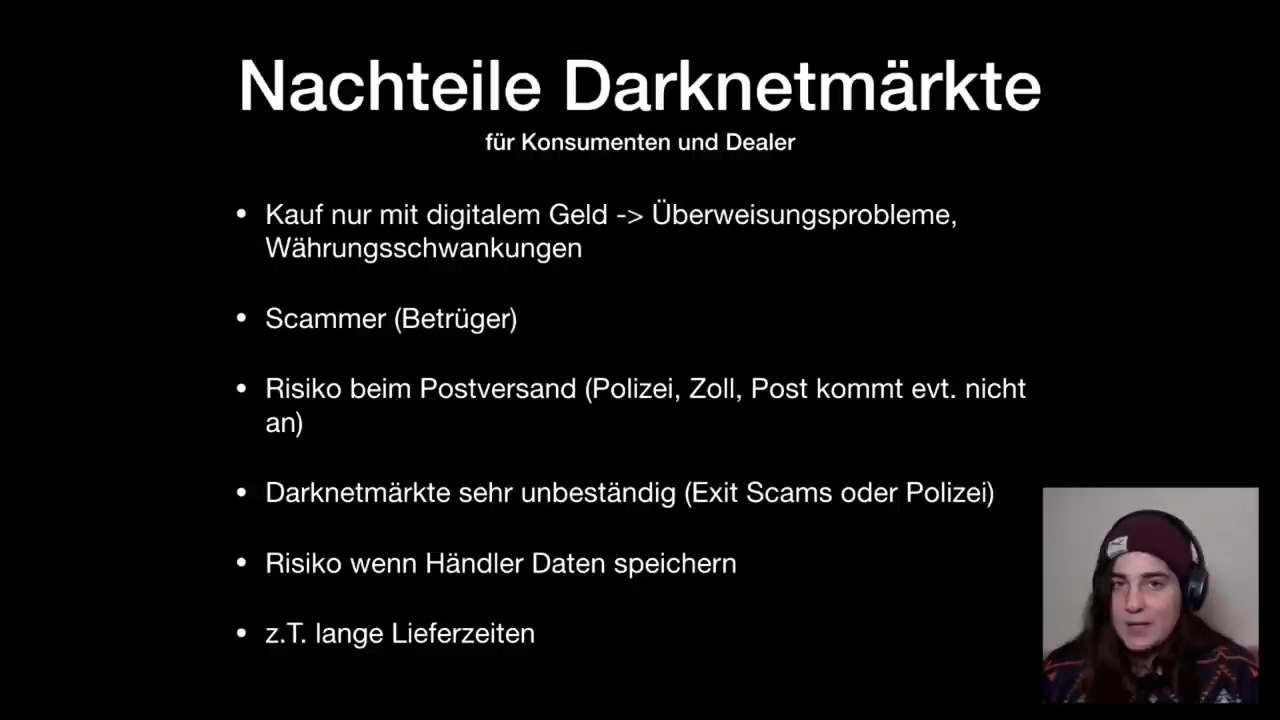 Nachteile Darknetmärkte
für Konsumenten und Dealer
• Kauf nur mit digitalem Geld -> Überweisungsprobleme,
Währungsschwankungen
• Scammer (Betrüger)
• Risiko beim Postversand (Polizei, Zoll, Post kommt evt. nicht
an)
• Darknetmärkte sehr unbeständig (Exit Scams oder Polizei)
• Risiko wenn Händler Daten speichern
• z.T. lange Lieferzeiten